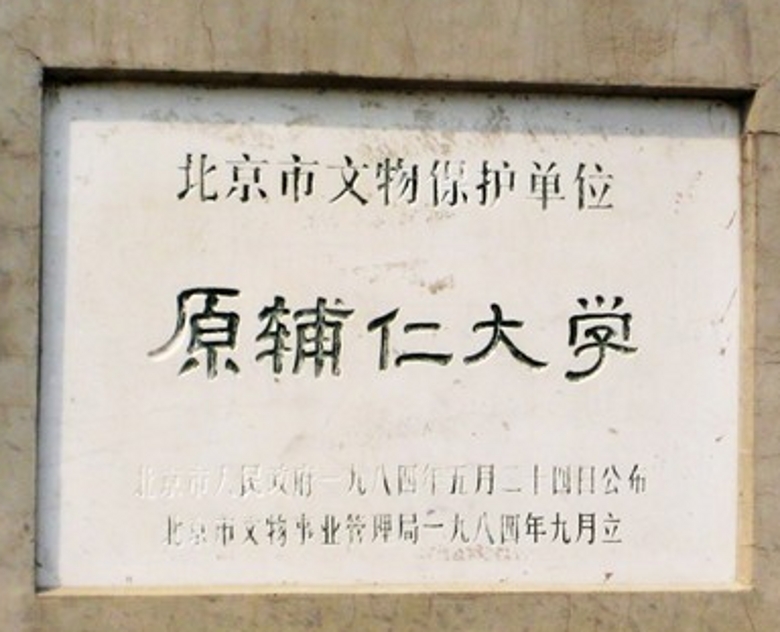 北京市文物保护单位
原辅仁大学
北京市人民政府一九八四年五月二十四日公布
北京市文物事业管理局一九八四年九月立